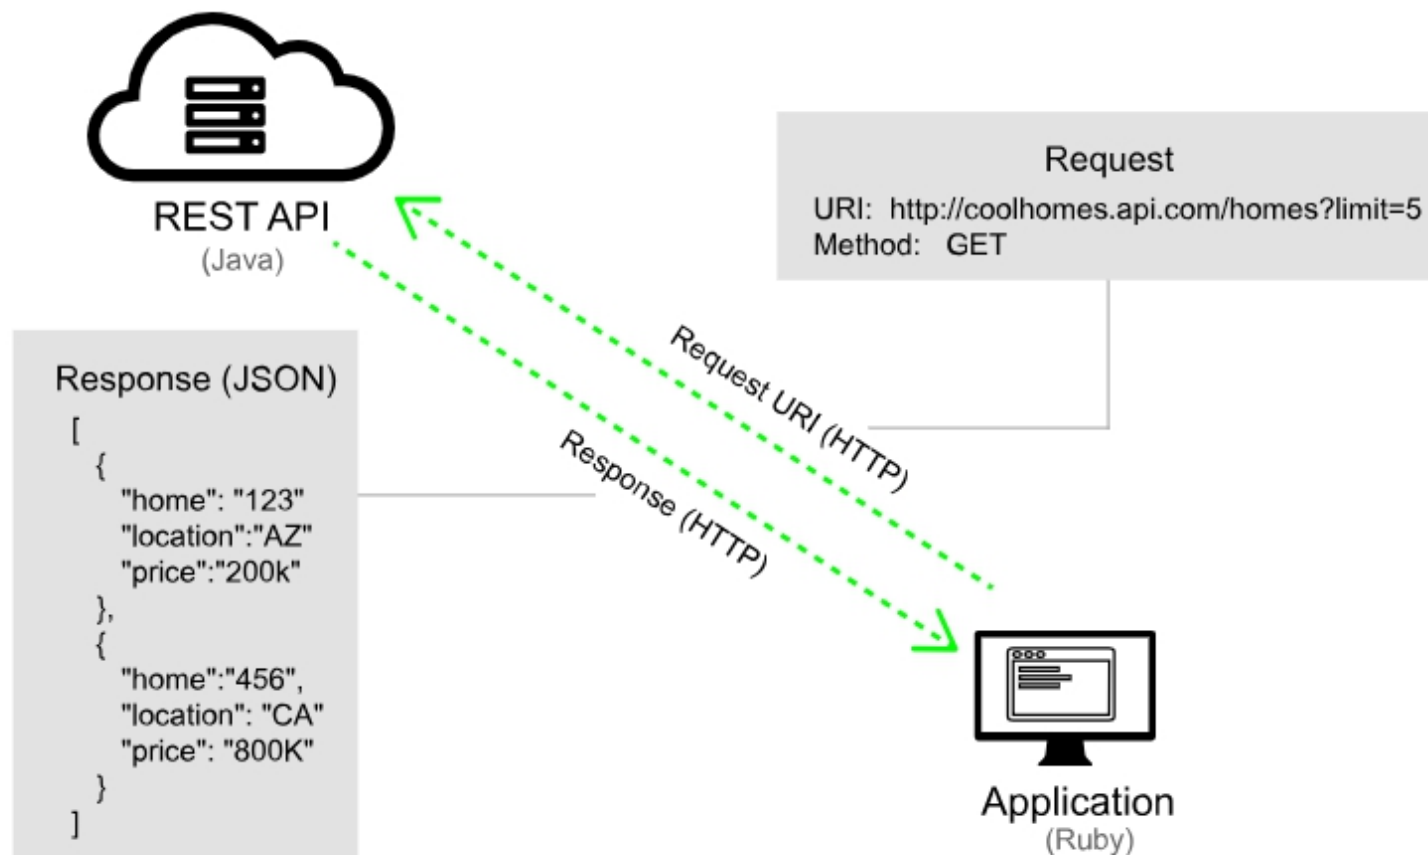 REST API
(Java)
Request
URI: http://coolhomes.api.com/homes?limit=5
Method: GET
Request URI (HTTP)
Response (HTTP)
Response (JSON)
[
{
"home": "123"
"location":"AZ"
"price":"200k"
},
{
"home":"456",
"location": "CA"
"price": "800K"
}
]
Application
(Ruby)